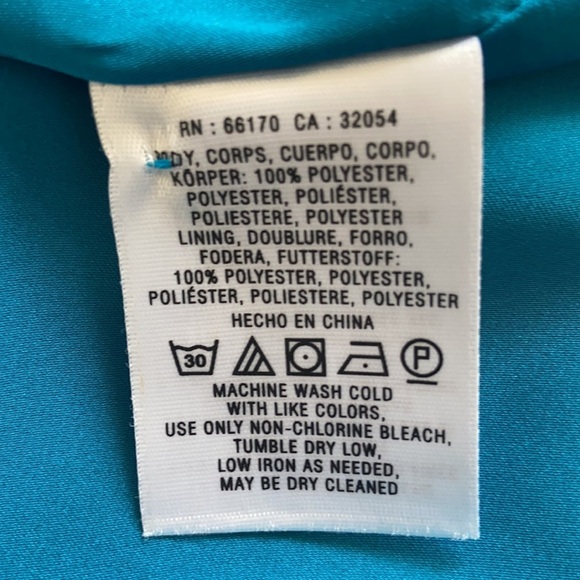 RN : 66170 CA : 32054
CORPS, CUERPO, CORPO,
KÖRPER: 100% POLYESTER,
POLYESTER, POLIÉSTER,
POLIESTERE, POLYESTER
LINING, DOUBLURE, FORRO,
FODERA, FUTTERSTOFF:
100% POLYESTER, POLYESTER,
POLIÉSTER, POLIESTERE, POLYESTER
HECHO EN CHINA
30 P
MACHINE WASH COLD
WITH LIKE COLORS,
USE ONLY NON-CHLORINE BLEACH,
TUMBLE DRY LOW,
LOW IRON AS NEEDED,
MAY BE DRY CLEANED